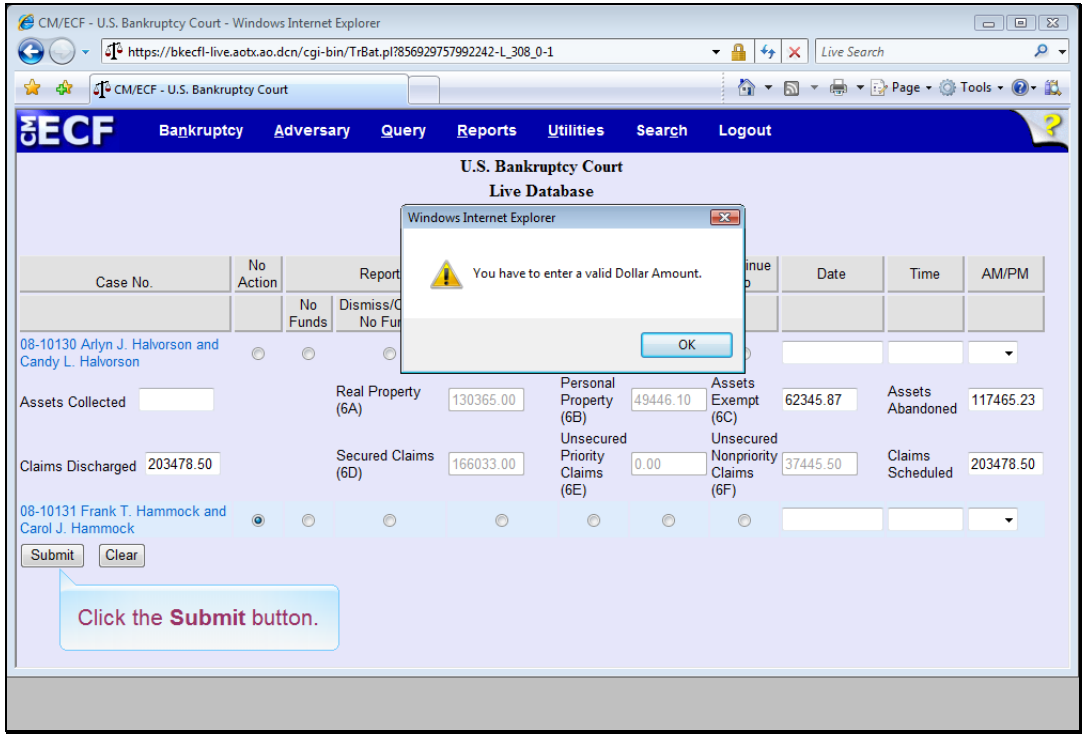 CM/ECF - U.S. Bankruptcy Court - Windows Internet Explorer
https://bkecfl-live.aotx.ao.dcn/cgi-bin/TrBat.pl?856929757992242-L_308_0-1
Live Search
CM/ECF - U.S. Bankruptcy Court
Page
Tools
CM ECF Bankruptcy Adversary Query Reports Utilities Search Logout ?
U.S. Bankruptcy Court
Live Database
Windows Internet Explorer
You have to enter a valid Dollar Amount.
OK
Case No. No Action Report Date Time AM/PM
No Funds
08-10130 Arlyn J. Halvorson and
Candy L. Halvorson
Assets Collected
Real Property
(6A)
130365.00
Personal
Property
(6B)
49446.10
Assets
Exempt
(6C)
62345.87
Assets
Abandoned
117465.23
Claims Discharged 203478.50
Secured Claims
(6D)
166033.00
Unsecured
Priority
Claims
(6E)
0.00
Unsecured
Nonpriority
Claims
(6F)
37445.50
Claims
Scheduled
203478.50
08-10131 Frank T. Hammock and
Carol J. Hammock
Submit Clear
Click the Submit button.